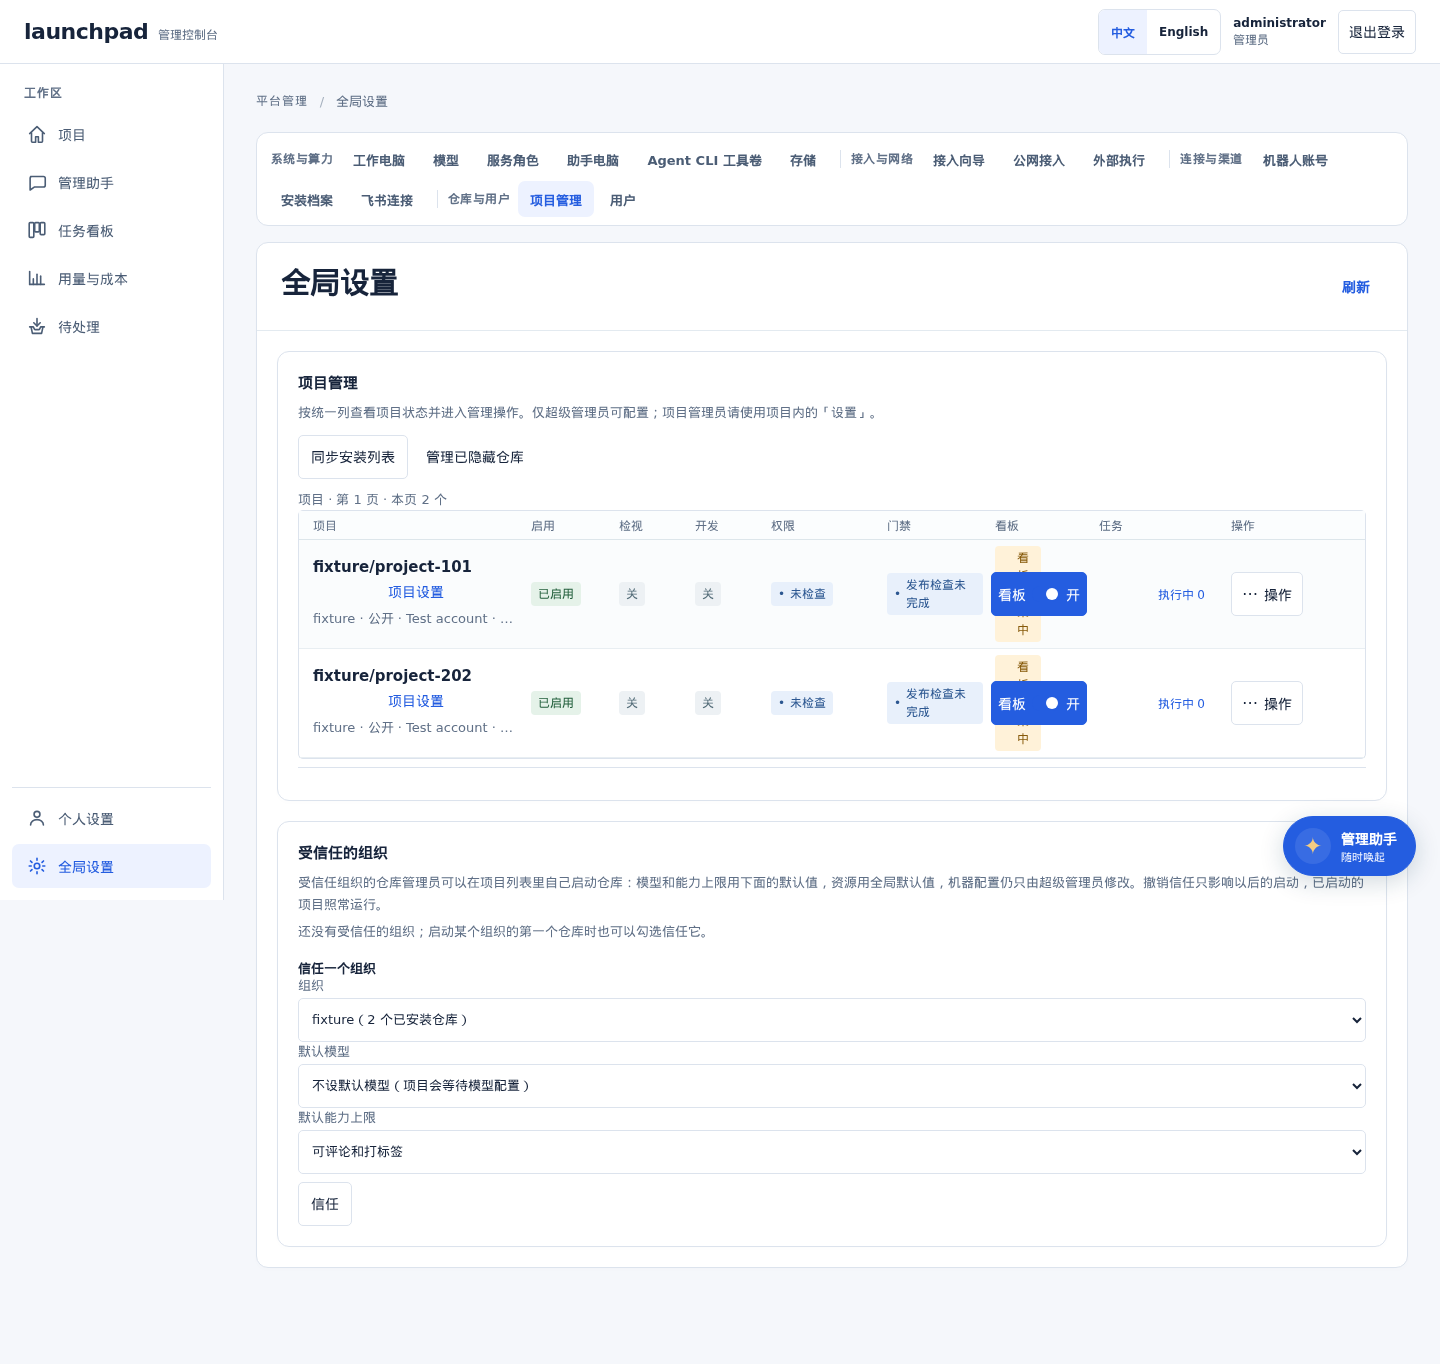 launchpad 管理控制台
中文 English
administrator
管理员
退出登录
工作区
项目
管理助手
任务看板
用量与成本
待处理
个人设置
全局设置
平台管理 / 全局设置
系统与算力 工作电脑 模型 服务角色 助手电脑 Agent CLI 工具卷 存储 接入与网络 接入向导 公网接入 外部执行 连接与渠道 机器人账号
安装档案 飞书连接 仓库与用户 项目管理 用户
全局设置
刷新
项目管理
按统一列查看项目状态并进入管理操作。仅超级管理员可配置；项目管理员请使用项目内的「设置」。
同步安装列表 管理已隐藏仓库
项目 · 第 1 页 · 本页 2 个
项目 启用 检视 开发 权限 门禁 看板 任务 操作
fixture/project-101
项目设置
fixture · 公开 · Test account · …
已启用 关 关 • 未检查
• 发布检查未
完成
看
看板 开
中
执行中 0
⋯ 操作
fixture/project-202
项目设置
fixture · 公开 · Test account · …
已启用 关 关 • 未检查
• 发布检查未
完成
看
看板 开
中
执行中 0
⋯ 操作
管理助手
随时唤起
受信任的组织
受信任组织的仓库管理员可以在项目列表里自己启动仓库：模型和能力上限用下面的默认值，资源用全局默认值，机器配置仍只由超级管理员修改。撤销信任只影响以后的启动，已启动的
项目照常运行。
还没有受信任的组织；启动某个组织的第一个仓库时也可以勾选信任它。
信任一个组织
组织
fixture（2 个已安装仓库）
默认模型
不设默认模型（项目会等待模型配置）
默认能力上限
可评论和打标签
信任